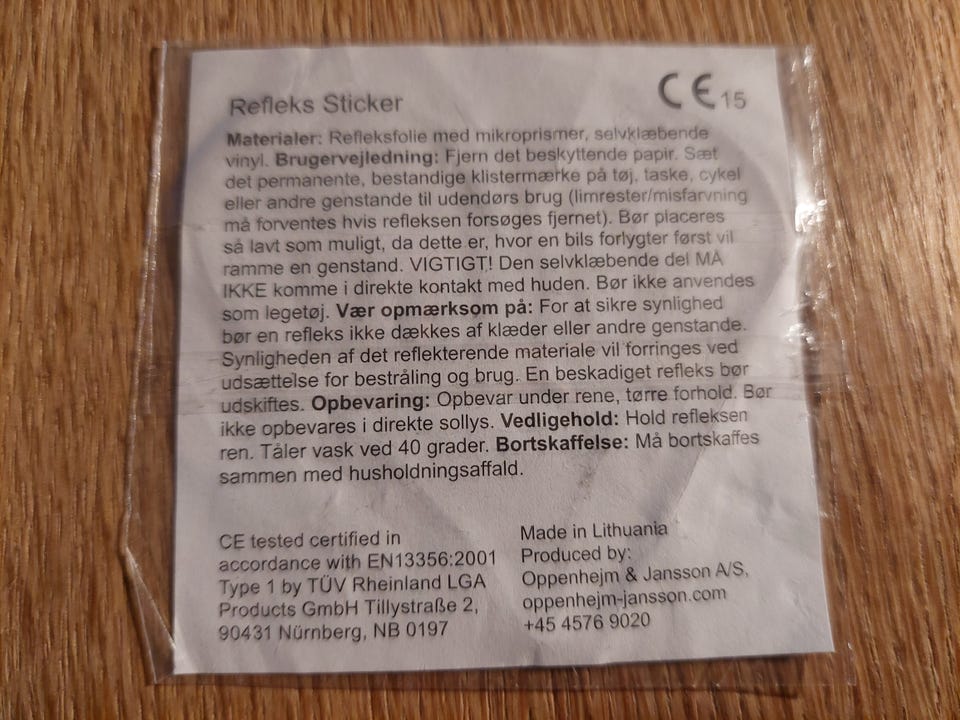 Refleks Sticker
CE 15
Materialer: Refleksfolie med mikroprismer, selvklæbende
vinyl. Brugervejledning: Fjern det beskyttende papir. Sæt
det permanente, bestandige klistermærke på tøj, taske, cykel
eller andre genstande til udendørs brug (limrester/misfarvning
må forventes hvis refleksen forsøges fjernet). Bør placeres
så lavt som muligt, da dette er, hvor en bils forlygter først vil
ramme en genstand. VIGTIGT! Den selvklæbende del MÅ
IKKE komme i direkte kontakt med huden. Bør ikke anvendes
som legetøj. Vær opmærksom på: For at sikre synlighed
bør en refleks ikke dækkes af klæder eller andre genstande.
Synligheden af det reflekterende materiale vil forringes ved
udsættelse for bestråling og brug. En beskadiget refleks bør
udskiftes. Opbevaring: Opbevar under rene, tørre forhold. Bør
ikke opbevares i direkte sollys. Vedligehold: Hold refleksen
ren. Tåler vask ved 40 grader. Bortskaffelse: Må bortskaffes
sammen med husholdningsaffald.
CE tested certified in
accordance with EN13356:2001
Type 1 by TÜV Rheinland LGA
Products GmbH Tillystraße 2,
90431 Nürnberg, NB 0197
Made in Lithuania
Produced by:
Oppenhejm & Jansson A/S,
oppenhejm-jansson.com
+45 4576 9020